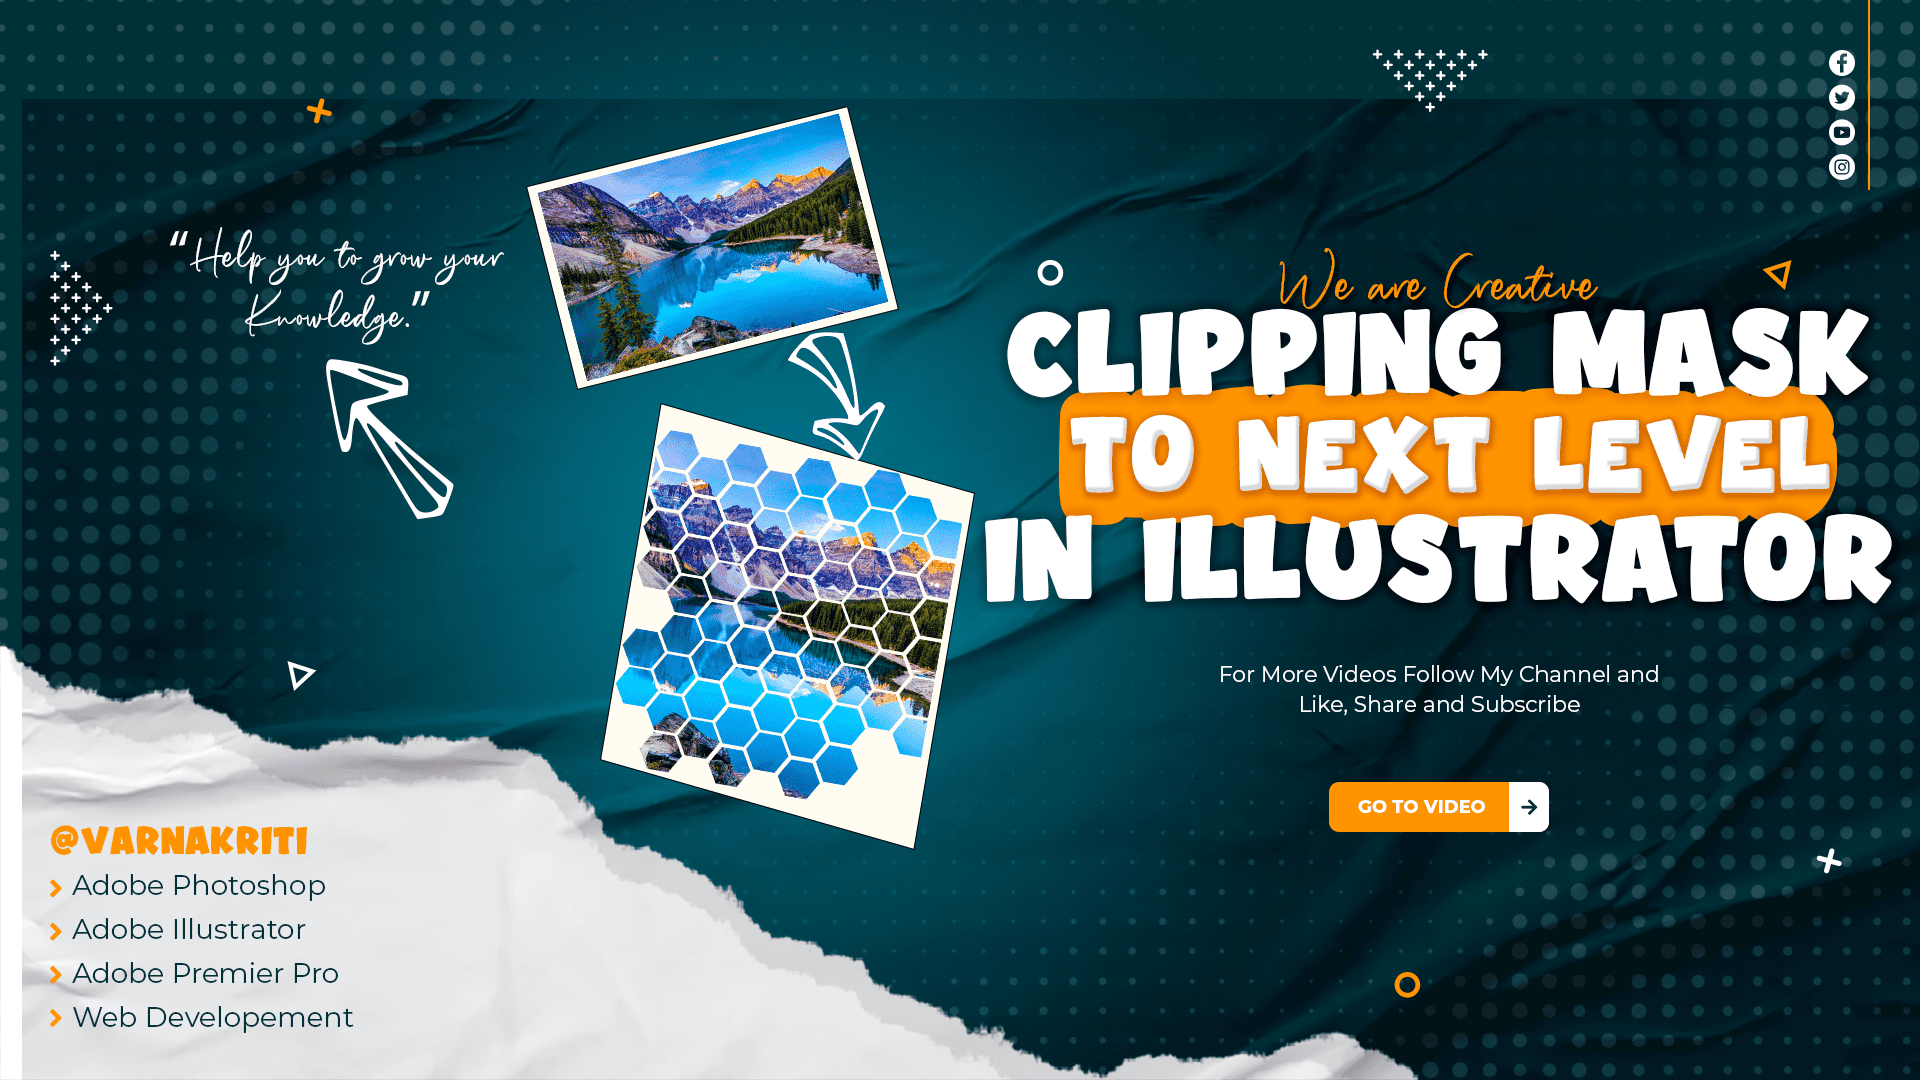 “Help you to grow your
Knowledge.”
We are Creative
CLIPPING MASK
TO NEXT LEVEL
IN ILLUSTRATOR
For More Videos Follow My Channel and
Like, Share and Subscribe
GO TO VIDEO
@VARNAKRITI
Adobe Photoshop
Adobe Illustrator
Adobe Premier Pro
Web Developement